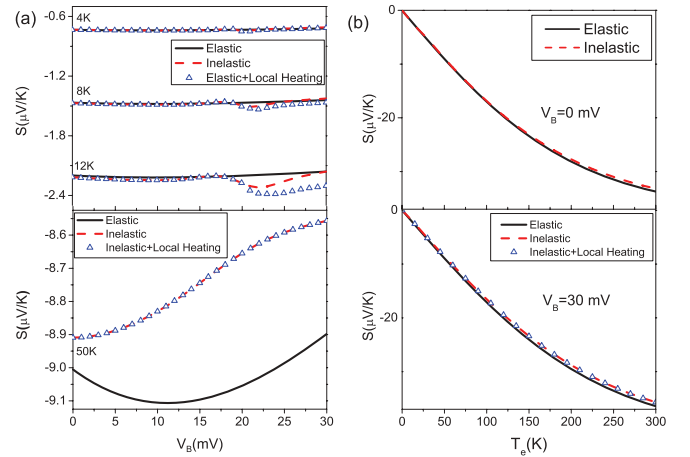 (a)
-0.6
-1.2
-1.8
-2.4
S(μV/K)
4K
8K
12K
Elastic
Inelastic
Elastic+Local Heating
-8.6
-8.7
-8.8
-8.9
-9.0
-9.1
S(μV/K)
Elastic
Inelastic
Inelastic+Local Heating
50K
0 5 10 15 20 25 30
V_B(mV)
(b)
0
-20
S(μV/K)
Elastic
Inelastic
V_B=0 mV
0
-20
S(μV/K)
Elastic
Inelastic
Inelastic+Local Heating
V_B=30 mV
0 50 100 150 200 250 300
T_e(K)